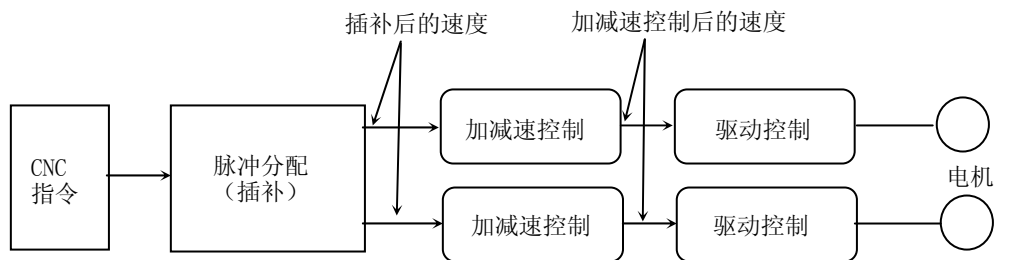 插补后的速度
加减速控制后的速度
CNC
指令
脉冲分配
（插补）
加减速控制
驱动控制
电机
加减速控制
驱动控制